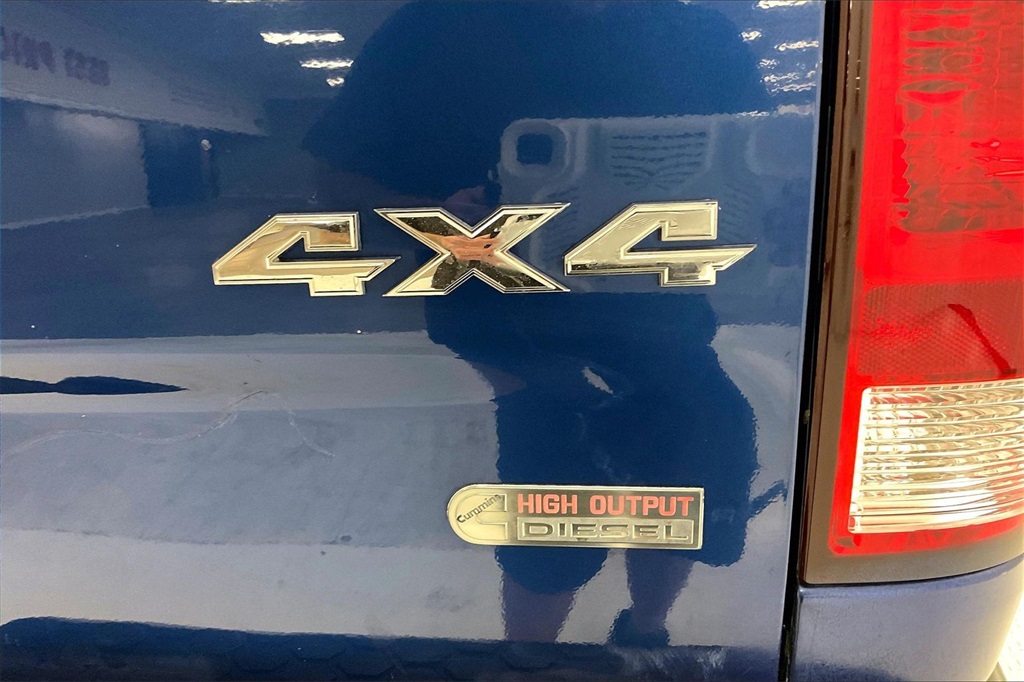 4X4
Cummins
HIGH OUTPUT
DIESEL